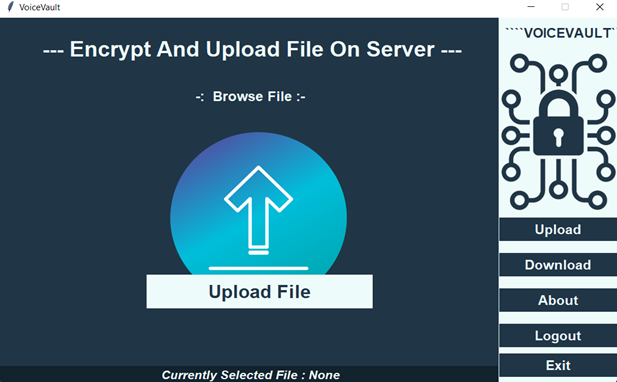 VoiceVault
--- Encrypt And Upload File On Server ---
-: Browse File :-
Upload File
Currently Selected File : None
````VOICEVAULT``
Upload
Download
About
Logout
Exit